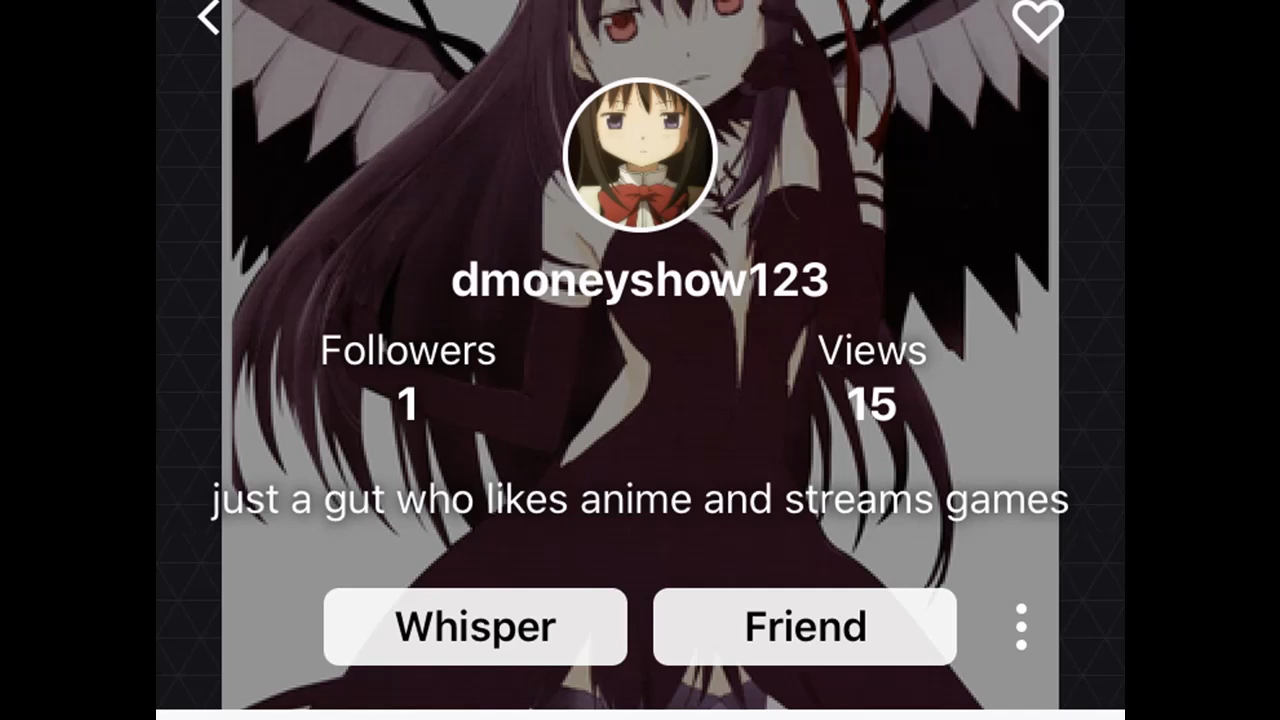 dmoneyshow123
Followers
1
Views
15
just a gut who likes anime and streams games
Whisper
Friend